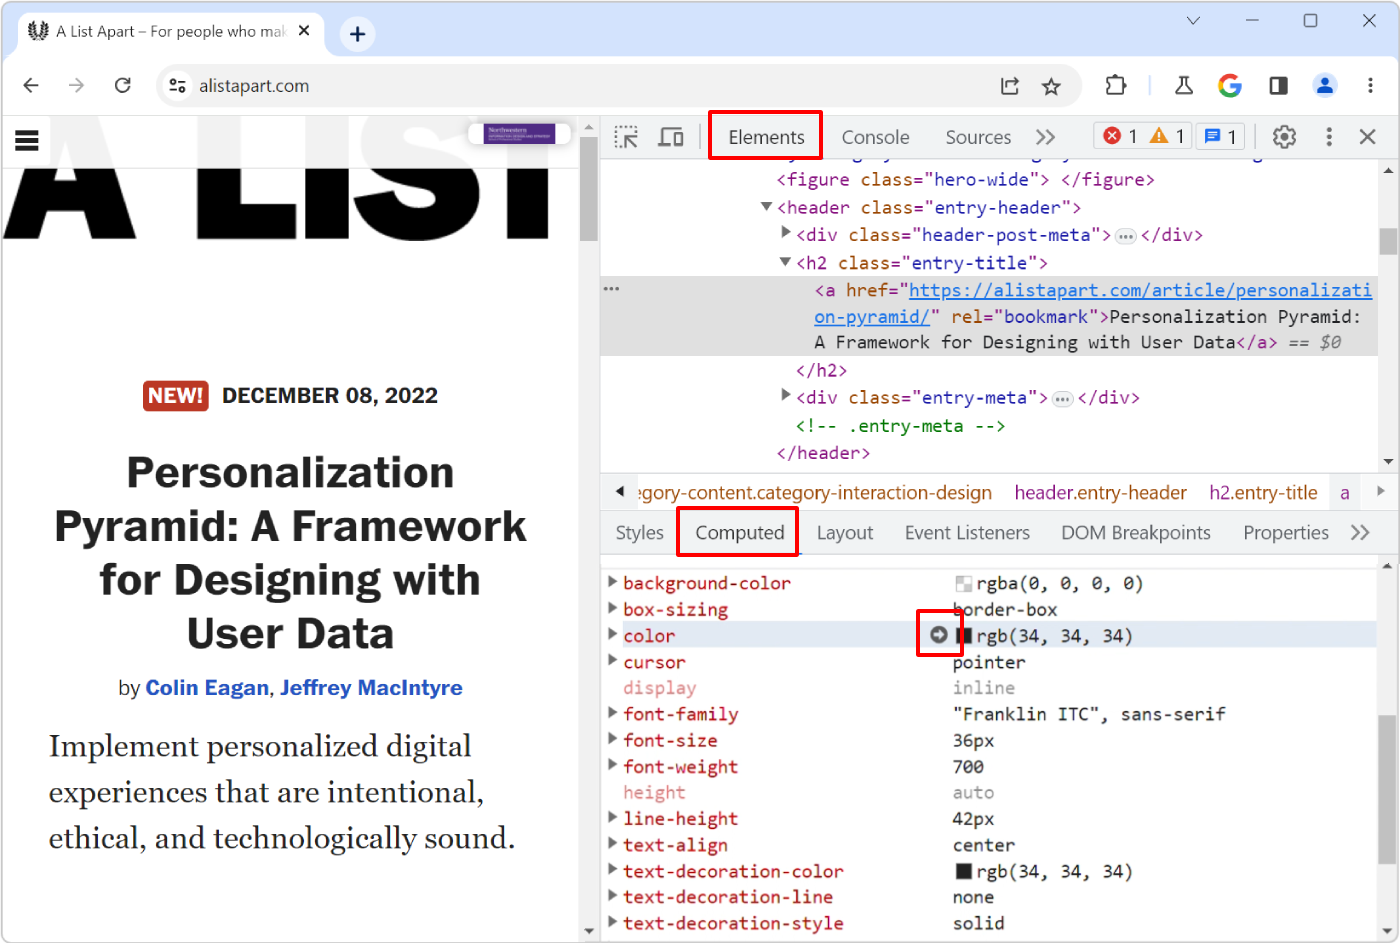 A List Apart – For people who mak
alistapart.com
A LIST
Northwestern
NEW! DECEMBER 08, 2022
Personalization
Pyramid: A Framework
for Designing with
User Data
by Colin Eagan, Jeffrey MacIntyre
Implement personalized digital
experiences that are intentional,
ethical, and technologically sound.
Elements Console Sources 1 1 1
<figure class="hero-wide"> </figure>
<header class="entry-header">
<div class="header-post-meta"> ••• </div>
<h2 class="entry-title">
<a href="https://alistapart.com/article/personalizati
on-pyramid/" rel="bookmark">Personalization Pyramid:
A Framework for Designing with User Data</a> == $0
</h2>
<div class="entry-meta"> ••• </div>
<!-- .entry-meta -->
</header>
egory-content.category-interaction-design header.entry-header h2.entry-title a
Styles Computed Layout Event Listeners DOM Breakpoints Properties
background-color rgba(0, 0, 0, 0)
box-sizing border-box
color rgb(34, 34, 34)
cursor pointer
display inline
font-family "Franklin ITC", sans-serif
font-size 36px
font-weight 700
height auto
line-height 42px
text-align center
text-decoration-color rgb(34, 34, 34)
text-decoration-line none
text-decoration-style solid